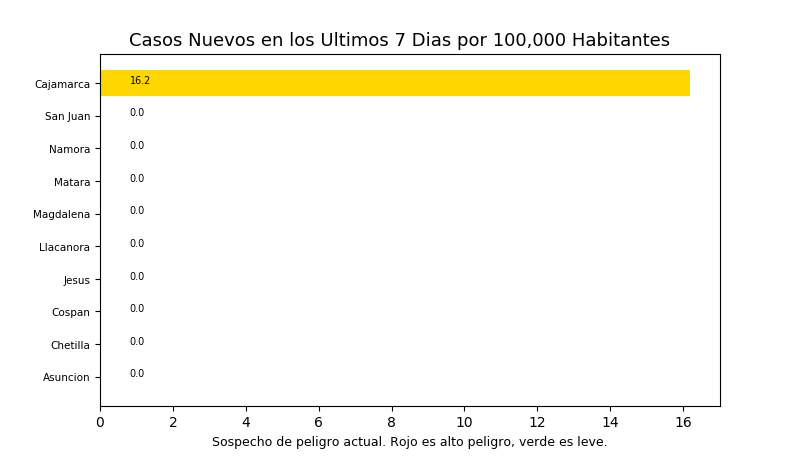 Casos Nuevos en los Ultimos 7 Dias por 100,000 Habitantes
Cajamarca 16.2
San Juan 0.0
Namora 0.0
Matara 0.0
Magdalena 0.0
Llacanora 0.0
Jesus 0.0
Cospan 0.0
Chetilla 0.0
Asuncion 0.0
0 2 4 6 8 10 12 14 16
Sospecho de peligro actual. Rojo es alto peligro, verde es leve.